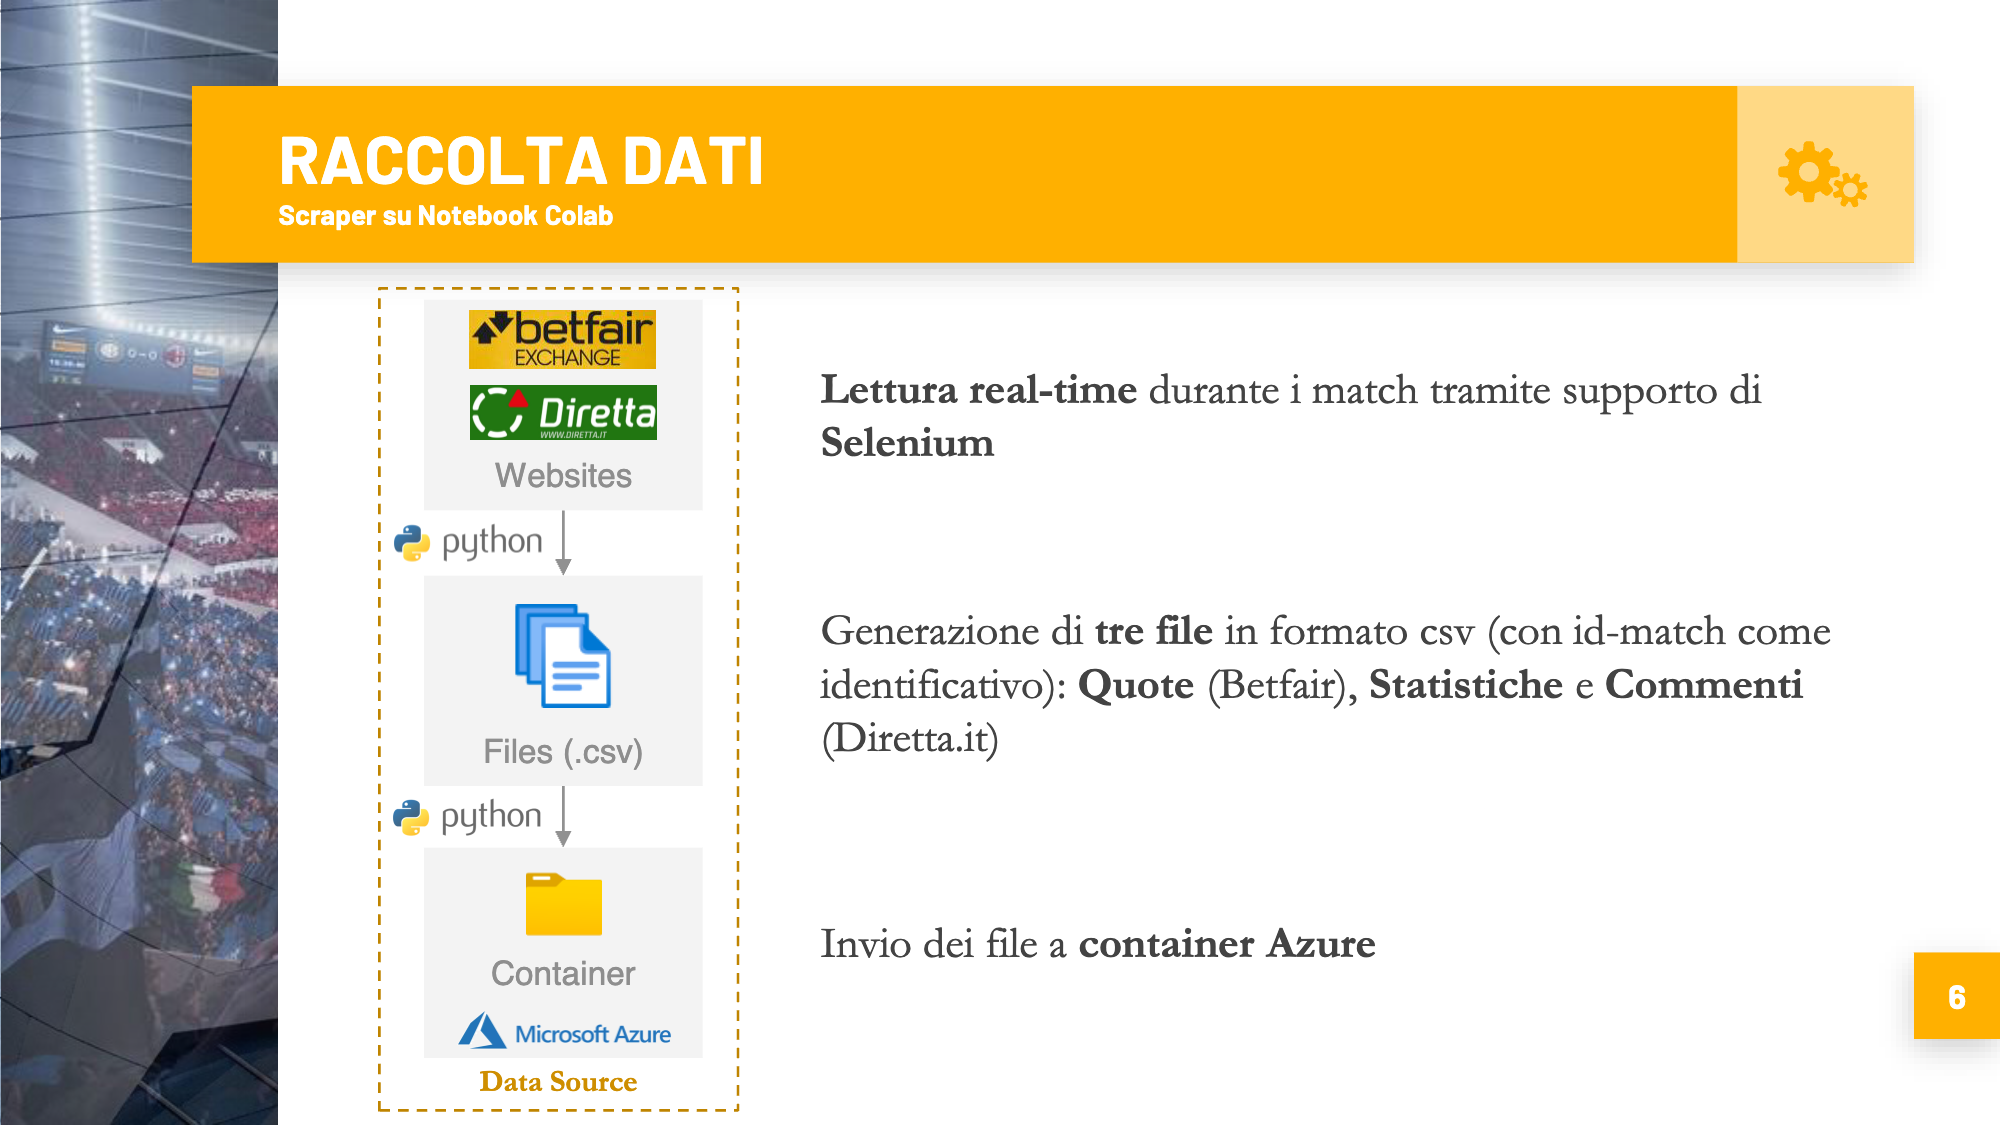 RACCOLTA DATI
Scraper su Notebook Colab
betfair
EXCHANGE
Diretta
WWW.DIRETTA.IT
Websites
python
Files (.csv)
python
Container
Microsoft Azure
Data Source
Lettura real-time durante i match tramite supporto di
Selenium
Generazione di tre file in formato csv (con id-match come
identificativo): Quote (Betfair), Statistiche e Commenti
(Diretta.it)
Invio dei file a container Azure
6